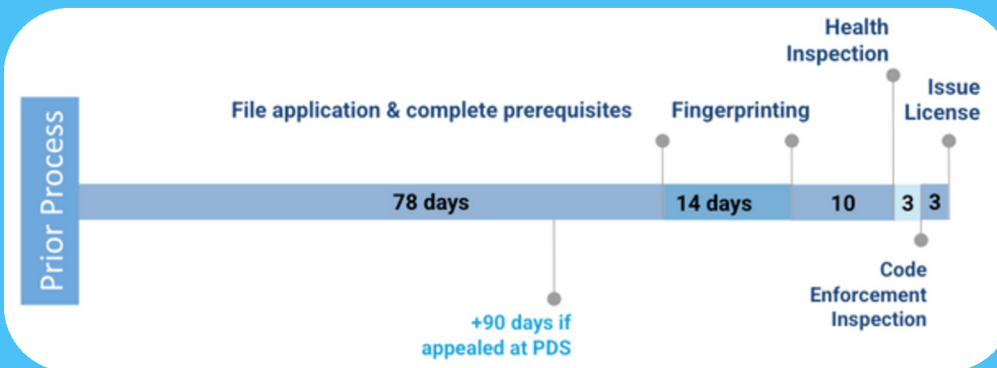 Prior Process
File application & complete prerequisites
Fingerprinting
Health
Inspection
Issue
License
78 days
14 days
10
3
3
+90 days if
appealed at PDS
Code
Enforcement
Inspection